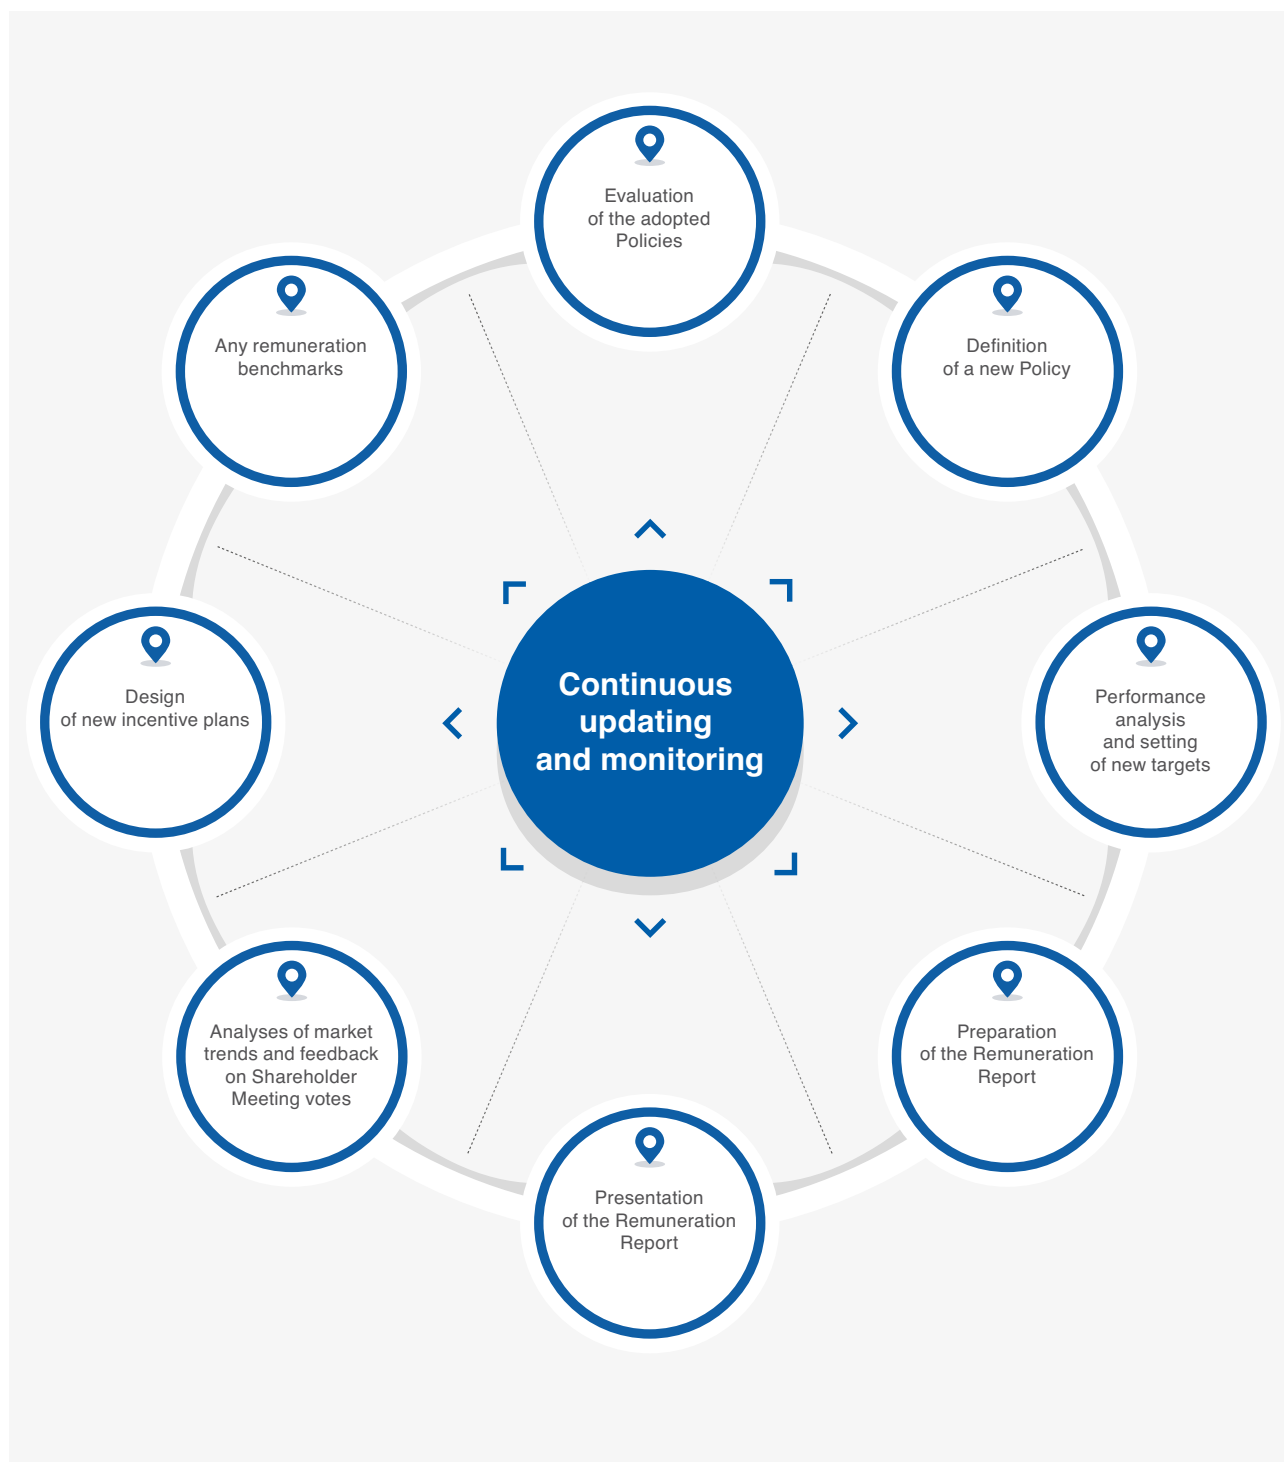 Evaluation
of the adopted
Policies
Definition
of a new Policy
Performance
analysis
and setting
of new targets
Preparation
of the Remuneration
Report
Presentation
of the Remuneration
Report
Analyses of market
trends and feedback
on Shareholder
Meeting votes
Design
of new incentive plans
Any remuneration
benchmarks
Continuous
updating
and monitoring